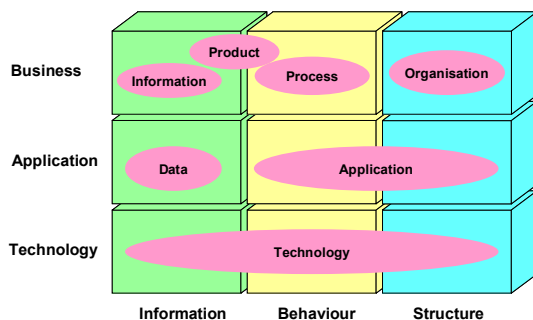 Business
Product
Information
Process
Organisation
Application
Data
Application
Technology
Technology
Information
Behaviour
Structure